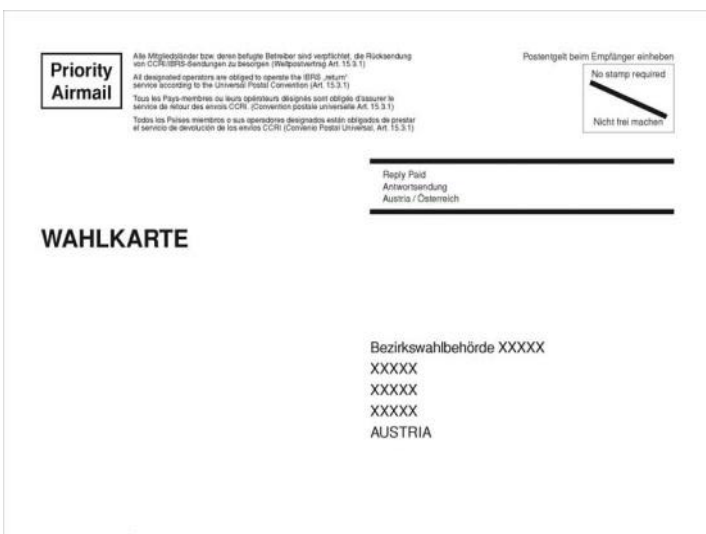 Priority
Airmail
Alle Mitgliedsländer bzw. deren befugte Betreiber sind verpflichtet, die Rücksendung
von CCRI/IBRS-Sendungen zu besorgen (Weltpostvertrag Art. 15.3.1)
All designated operators are obliged to operate the IBRS „return“
service according to the Universal Postal Convention (Art. 15.3.1)
Tous les Pays-membres ou leurs opérateurs désignés sont obligés d'assurer le
service de retour des envois CCRI. (Convention postale universelle Art. 15.3.1)
Todos los Países miembros o sus operadores designados están obligados de prestar
el servicio de devolución de los envíos CCRI (Convenio Postal Universal, Art. 15.3.1)
Postentgelt beim Empfänger einheben
No stamp required
Nicht frei machen
Reply Paid
Antwortsendung
Austria / Österreich
WAHLKARTE
Bezirkswahlbehörde XXXXX
XXXXX
XXXXX
XXXXX
AUSTRIA